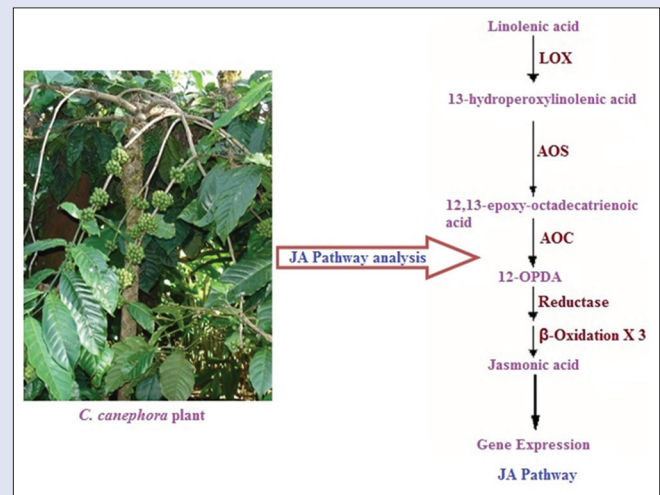 C. canephora plant
JA Pathway analysis
Linolenic acid
LOX
13-hydroperoxylinolenic acid
AOS
12,13-epoxy-octadecatrienoic
acid
AOC
12-OPDA
Reductase
β-Oxidation X 3
Jasmonic acid
Gene Expression
JA Pathway